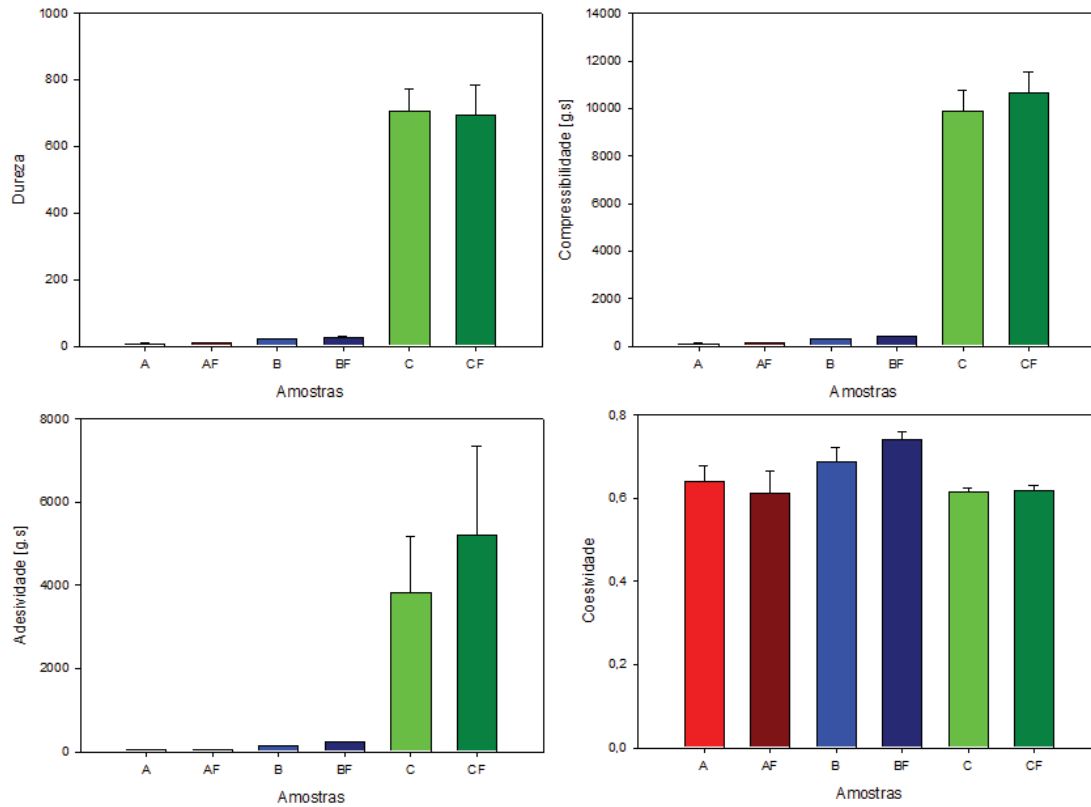 1000
800
600
400
200
0
Dureza
A AF B BF C CF
Amostras
14000
12000
10000
8000
6000
4000
2000
0
Compressibilidade [g.s]
A AF B BF C CF
Amostras
8000
6000
4000
2000
0
Adesividade [g.s]
A AF B BF C CF
Amostras
0,8
0,6
0,4
0,2
0,0
Coesividade
A AF B BF C CF
Amostras